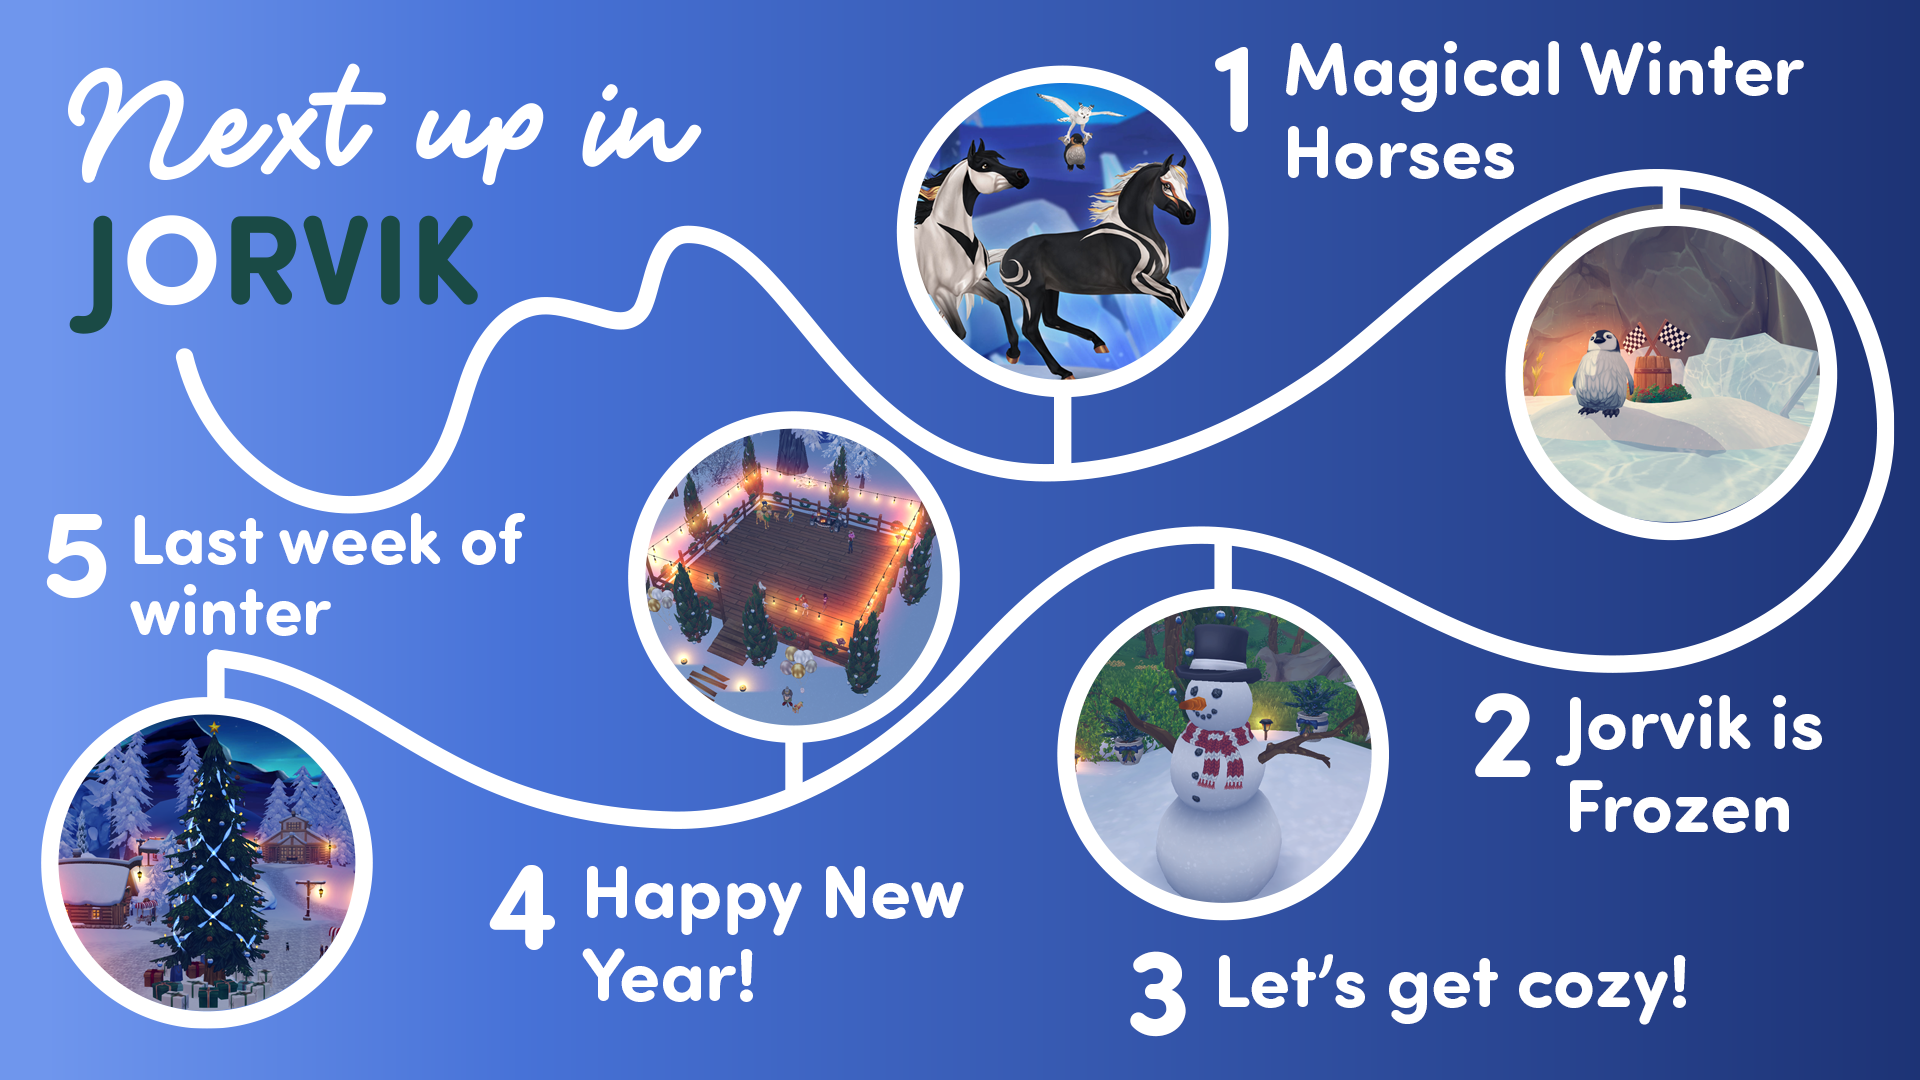 Next up in
JORVIK
1 Magical Winter
Horses
2 Jorvik is
Frozen
3 Let's get cozy!
4 Happy New
Year!
5 Last week of
winter